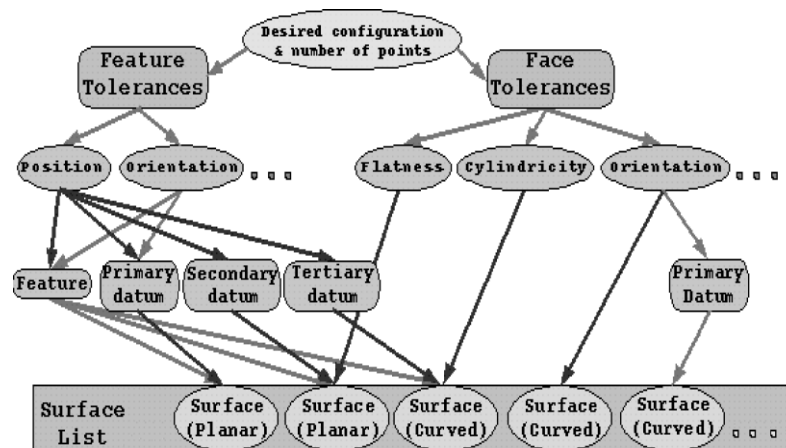 Desired configuration
& number of points
Feature
Tolerances
Face
Tolerances
Position
Orientation
...
Flatness
Cylindricity
Orientation
...
Feature
Primary
datum
Secondary
datum
Tertiary
datum
Primary
Datum
Surface
List
Surface
(Planar)
Surface
(Planar)
Surface
(Curved)
Surface
(Curved)
Surface
(Curved)
...